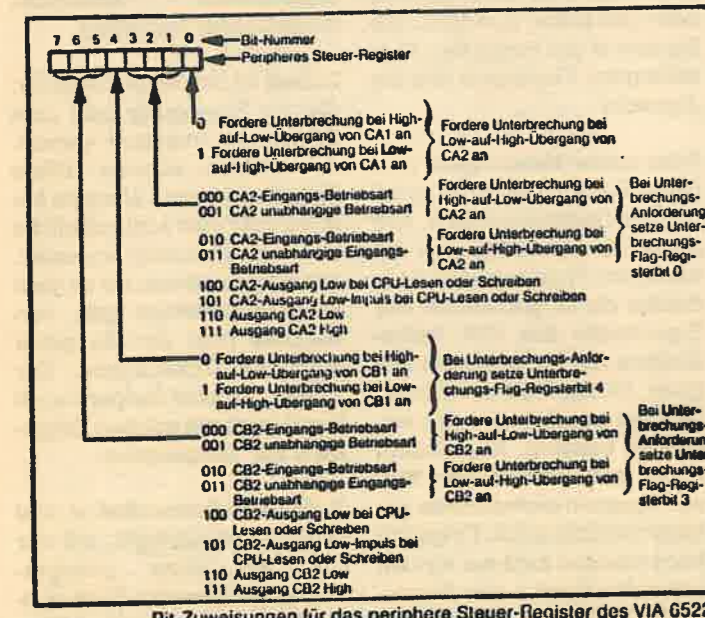 7 6 5 4 3 2 1 0 Bit-Nummer
Peripheres Steuer-Register
0 Fordere Unterbrechung bei High-
auf-Low-Übergang von CA1 an
1 Fordere Unterbrechung bei Low-
auf-High-Übergang von CA1 an
Fordere Unterbrechung bei
Low-auf-High-Übergang von
CA2 an
000 CA2-Eingangs-Betriebsart
001 CA2 unabhängige Betriebsart
Fordere Unterbrechung bei
High-auf-Low-Übergang von
CA2 an
010 CA2-Eingangs-Betriebsart
011 CA2 unabhängige Eingangs-
Betriebsart
Fordere Unterbrechung bei
Low-auf-High-Übergang von
CA2 an
Bei Unter-
brechungs-
Anforderung
setze Unter-
brechungs-
Flag-Regi-
sterbit 0
100 CA2-Ausgang Low bei CPU-Lesen oder Schreiben
101 CA2-Ausgang Low-Impuls bei CPU-Lesen oder Schreiben
110 Ausgang CA2 Low
111 Ausgang CA2 High
0 Fordere Unterbrechung bei High-
auf-Low-Übergang von CB1 an
1 Fordere Unterbrechung bei Low-
auf-High-Übergang von CB1 an
Bei Unterbrechungs-Anfor-
derung setze Unterbre-
chungs-Flag-Registerbit 4
000 CB2-Eingangs-Betriebsart
001 CB2 unabhängige Betriebsart
Fordere Unterbrechung bei
High-auf-Low-Übergang von
CB2 an
010 CB2-Eingangs-Betriebsart
011 CB2 unabhängige Eingangs-
Betriebsart
Fordere Unterbrechung bei
Low-auf-High-Übergang von
CB2 an
Bei Unter-
brechungs-
Anforderun
setze Unter
brechungs-
Flag-Regi-
sterbit 3
100 CB2-Ausgang Low bei CPU-
Lesen oder Schreiben
101 CB2-Ausgang Low-Impuls bei
CPU-Lesen oder Schreiben
110 Ausgang CB2 Low
111 Ausgang CB2 High
Bit-Zuweisungen für das periphere Steuer-Register des VIA 6522